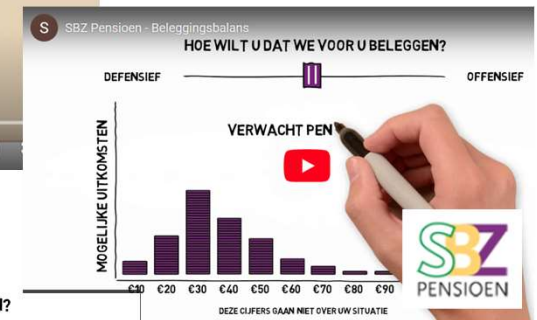 S SBZ Pensioen - Beleggingsbalans
HOE WILT U DAT WE VOOR U BELEGGEN?
DEFENSIEF
OFFENSIEF
VERWACHT PEN
MOGELIJKE UITKOMSTEN
€10 €20 €30 €40 €50 €60 €70 €80 €90
DEZE CIJFERS GAAN NIET OVER UW SITUATIE
SBZ
PENSIOEN